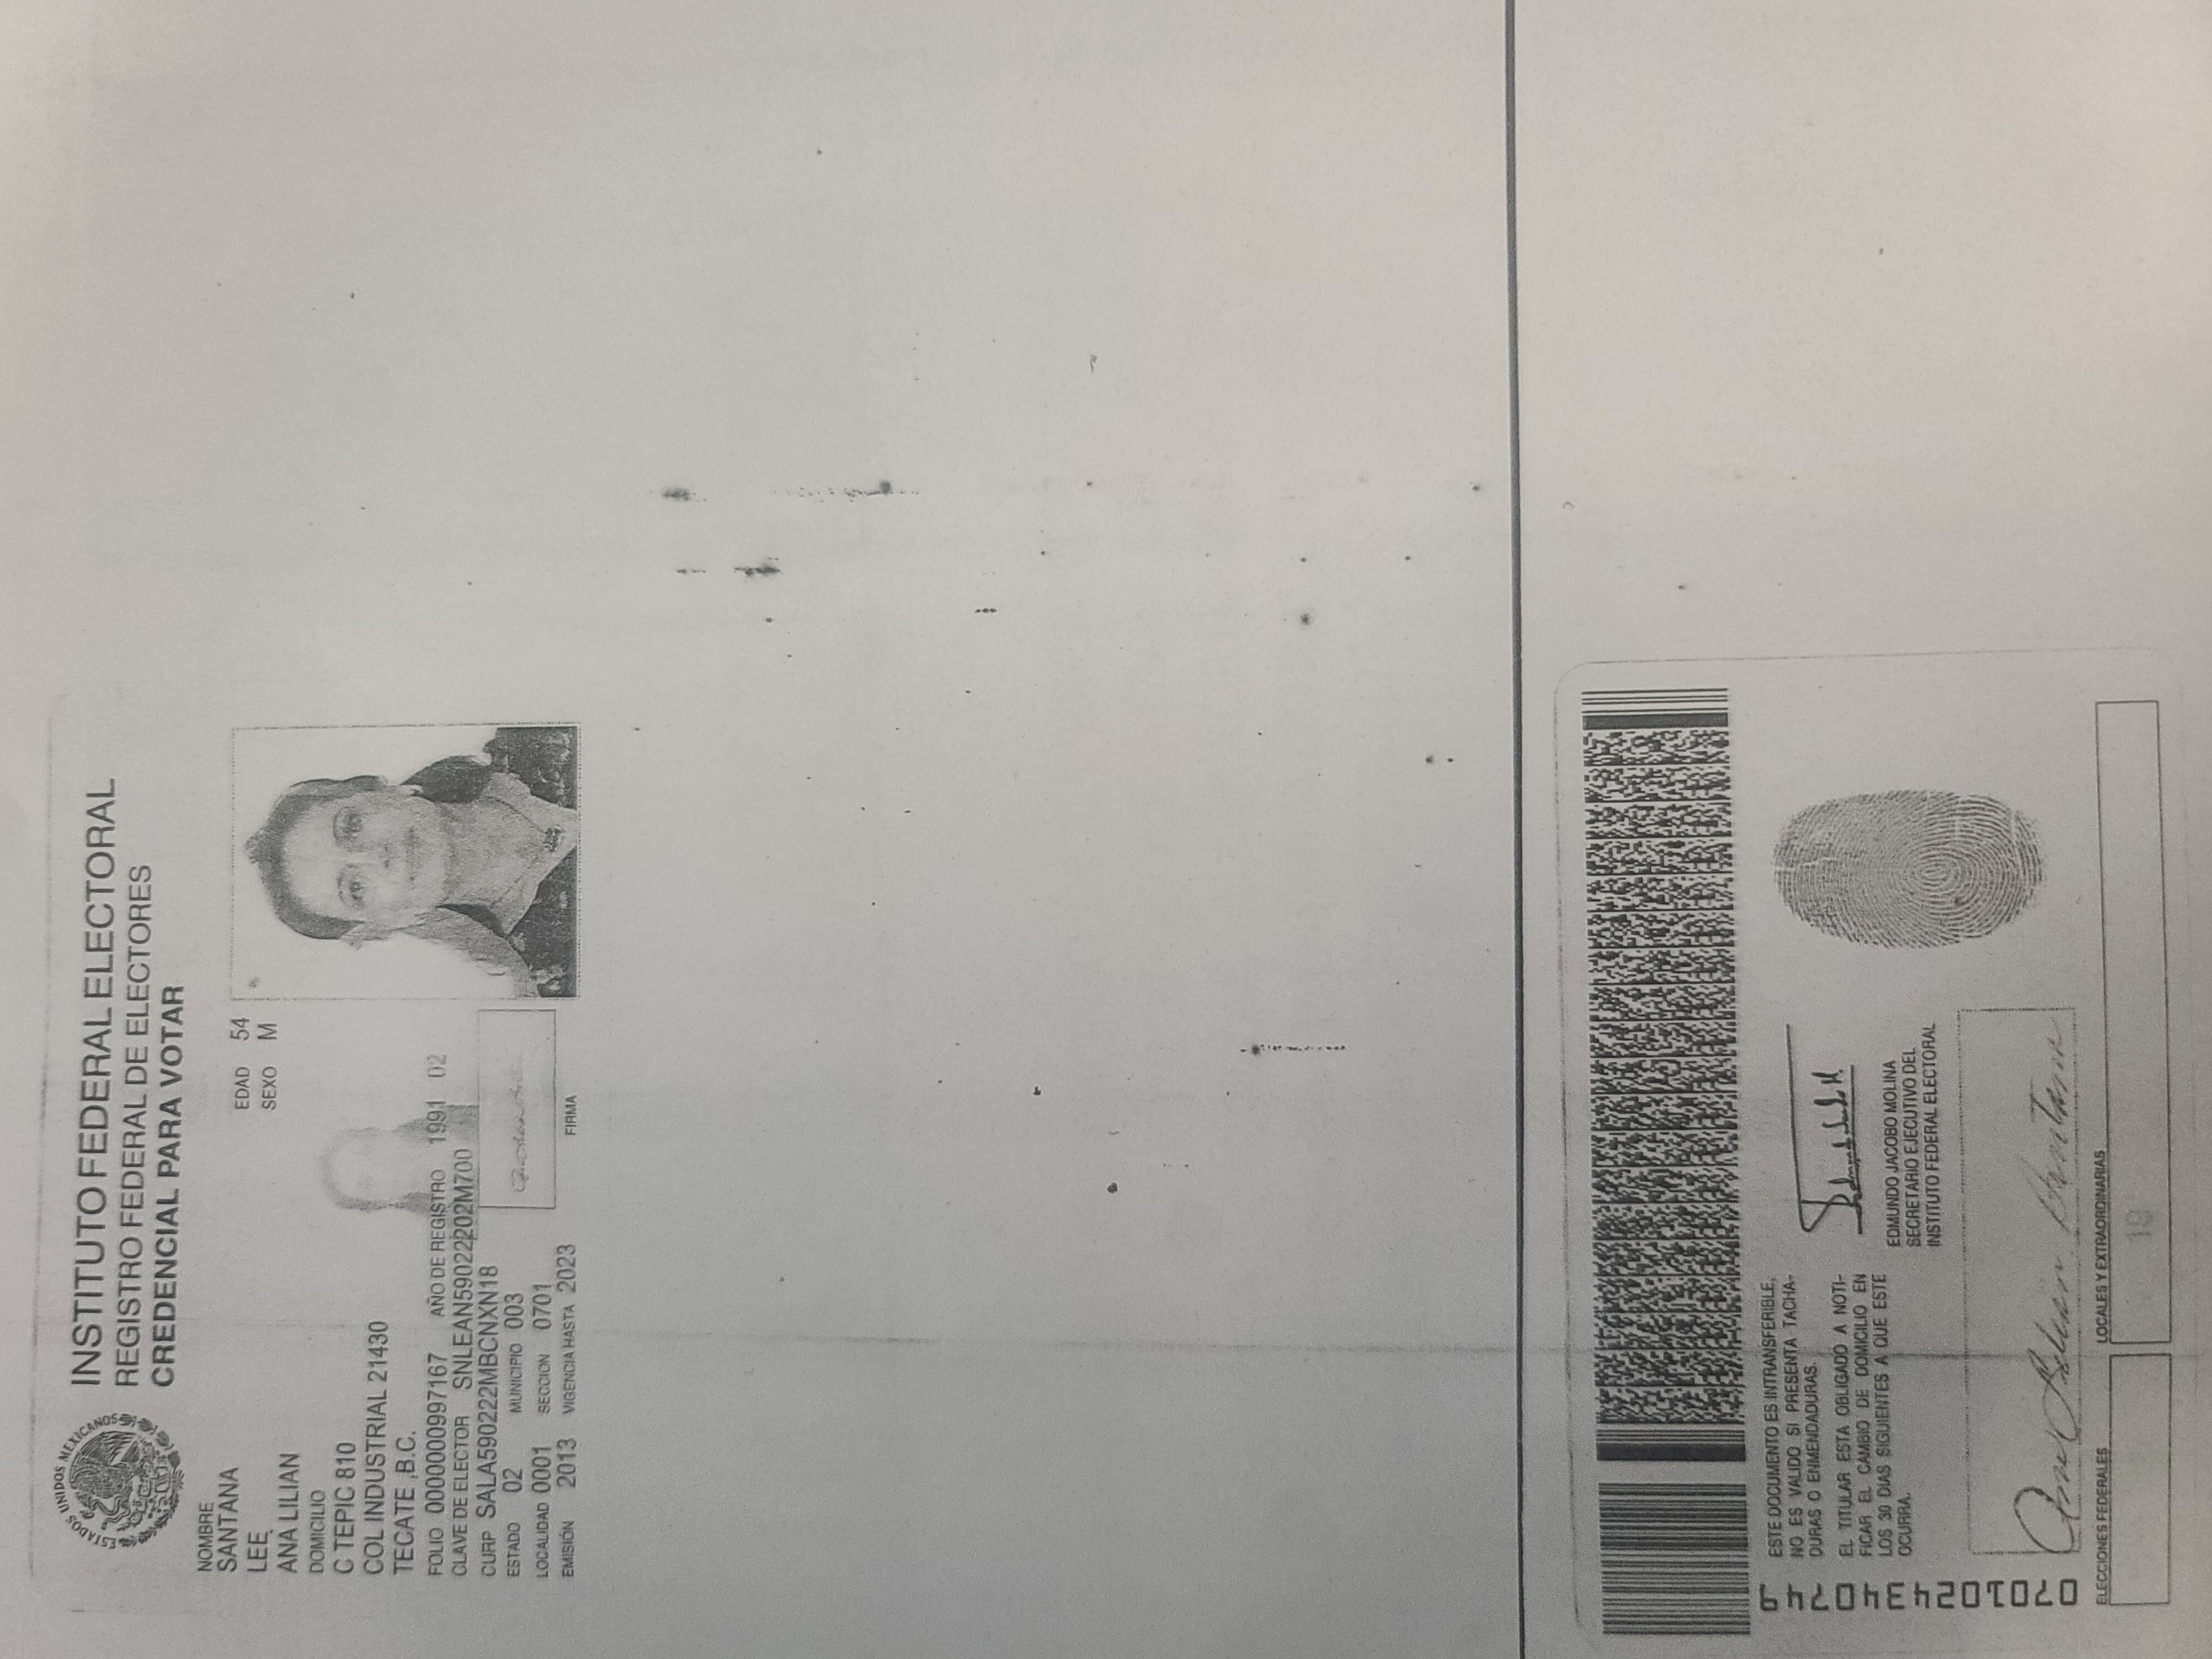 ESTADOS UNIDOS MEXICANOS
INSTITUTO FEDERAL ELECTORAL
REGISTRO FEDERAL DE ELECTORES
CREDENCIAL PARA VOTAR
NOMBRE
SANTANA
LEE
ANA LILIAN
EDAD 54
SEXO M
DOMICILIO
C TEPIC 810
COL INDUSTRIAL 21430
TECATE ,B.C.
FOLIO 0000000997167 AÑO DE REGISTRO 1991 02
CLAVE DE ELECTOR SNLEAN59022202M700
CURP SALA590222MBCNXN18
ESTADO 02 MUNICIPIO 003
LOCALIDAD 0001 SECCION 0701
EMISIÓN 2013 VIGENCIA HASTA 2023
FIRMA
0701024340749
ESTE DOCUMENTO ES INTRANSFERIBLE,
NO ES VALIDO SI PRESENTA TACHA-
DURAS O ENMENDADURAS.
EL TITULAR ESTA OBLIGADO A NOTI-
FICAR EL CAMBIO DE DOMICILIO EN
LOS 30 DIAS SIGUIENTES A QUE ESTE
OCURRA.
EDMUNDO JACOBO MOLINA
SECRETARIO EJECUTIVO DEL
INSTITUTO FEDERAL ELECTORAL
Ana Lilian Santana
ELECCIONES FEDERALES
LOCALES Y EXTRAORDINARIAS
19